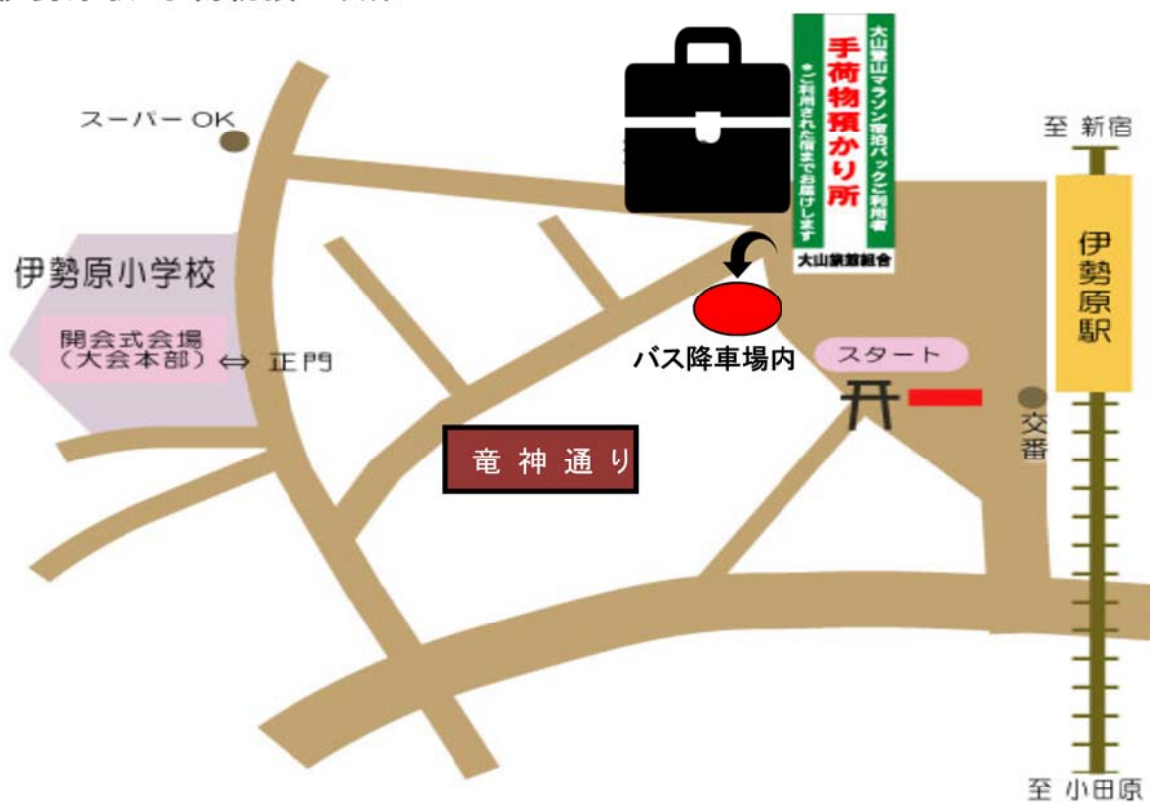 大山登山マラソン宿泊パックご利用者
手荷物預かり所
●ご利用された宿までお届けします
大山旅館組合
スーパー OK
至 新宿
伊勢原駅
伊勢原小学校
開会式会場
（大会本部）
⇔ 正門
バス降車場内
スタート
交番
竜神通り
至 小田原